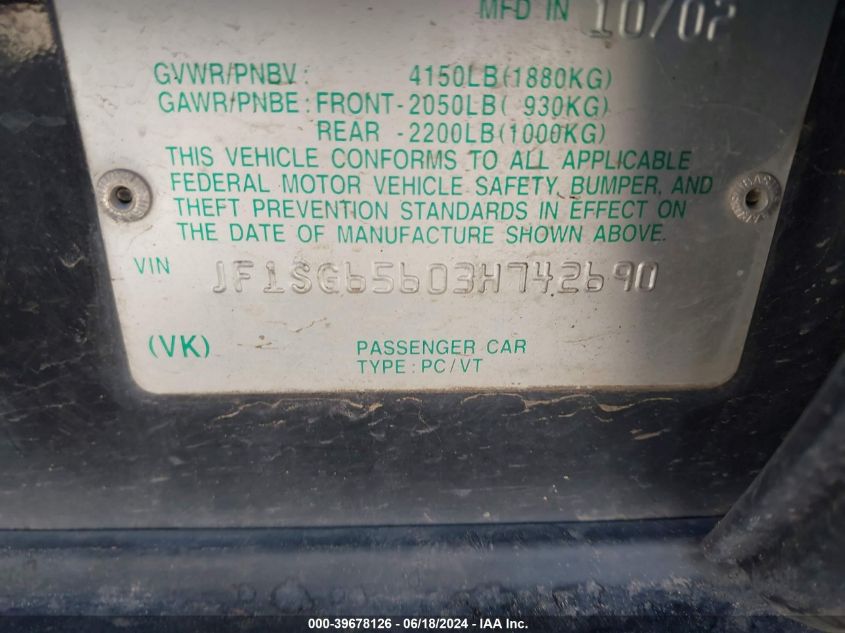 MFD IN 10/02
GVWR/PNBV: 4150LB(1880KG)
GAWR/PNBE: FRONT-2050LB( 930KG)
REAR -2200LB(1000KG)
THIS VEHICLE CONFORMS TO ALL APPLICABLE
FEDERAL MOTOR VEHICLE SAFETY, BUMPER, AND
THEFT PREVENTION STANDARDS IN EFFECT ON
THE DATE OF MANUFACTURE SHOWN ABOVE.
VIN JF1SG65603H742690
(VK) PASSENGER CAR
TYPE: PC/VT
000-39678126 - 06/18/2024 - IAAI Inc.